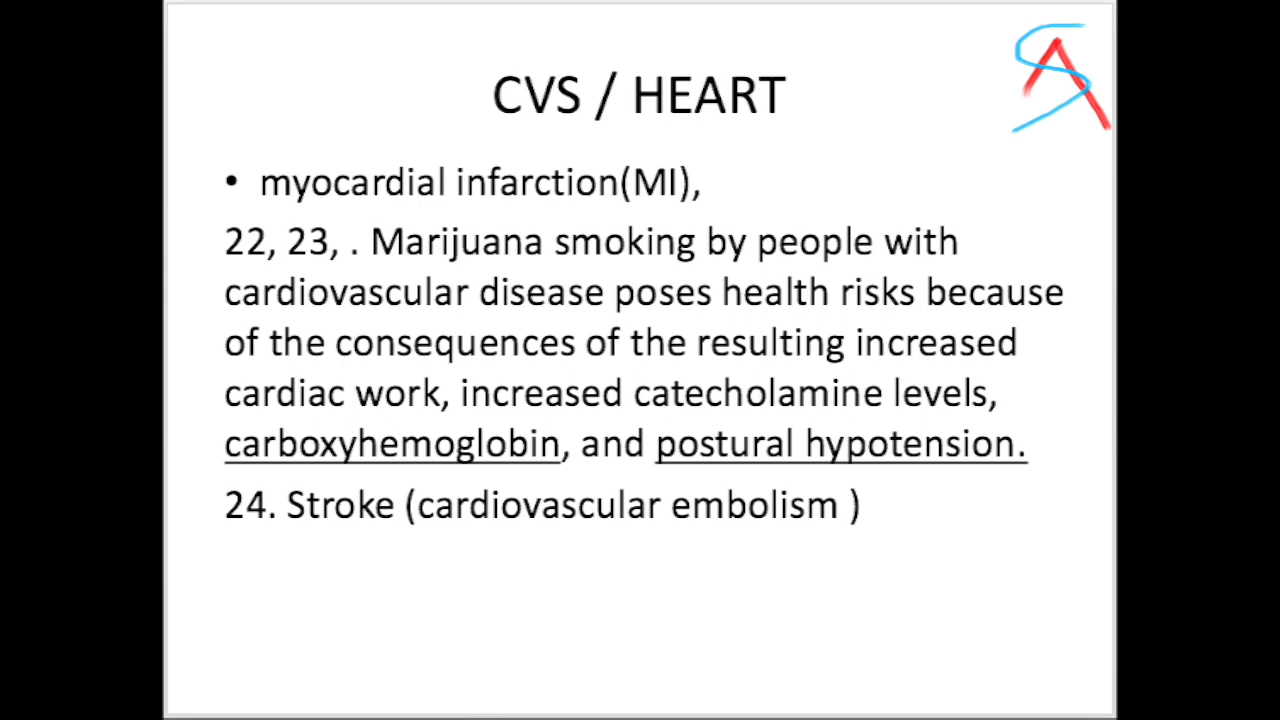 CVS / HEART
SA
• myocardial infarction(MI),
22, 23, . Marijuana smoking by people with
cardiovascular disease poses health risks because
of the consequences of the resulting increased
cardiac work, increased catecholamine levels,
carboxyhemoglobin, and postural hypotension.
24. Stroke (cardiovascular embolism )